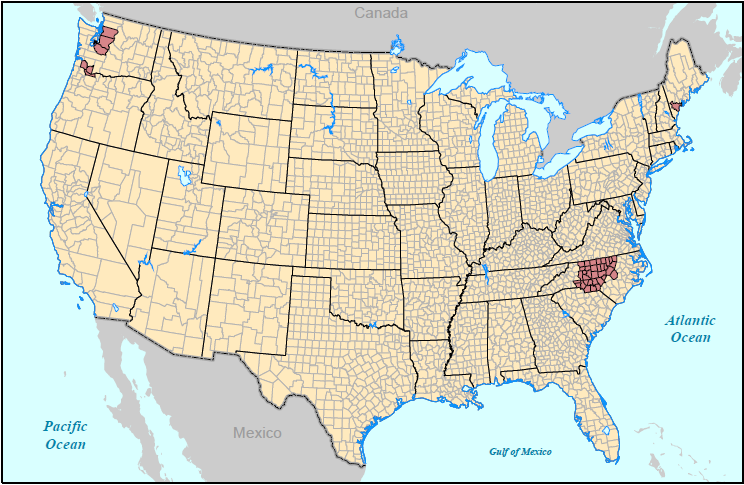 Canada
Atlantic
Ocean
Pacific
Ocean
Mexico
Gulf of Mexico